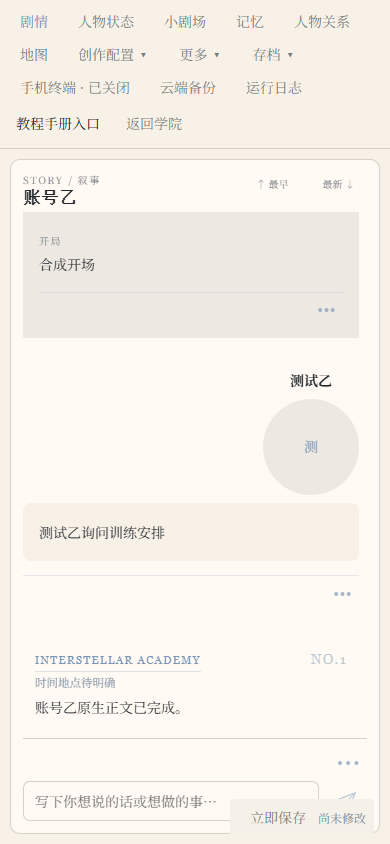 剧情 人物状态 小剧场 记忆 人物关系
地图 创作配置 ▾ 更多 ▾ 存档 ▾
手机终端 · 已关闭 云端备份 运行日志
教程手册入口 返回学院
STORY / 叙事
账号乙
↑ 最早 最新 ↓
开局
合成开场
•••
测试乙
测
测试乙询问训练安排
•••
INTERSTELLAR ACADEMY NO.1
时间地点待明确
账号乙原生正文已完成。
•••
写下你想说的话或想做的事…
立即保存 尚未修改